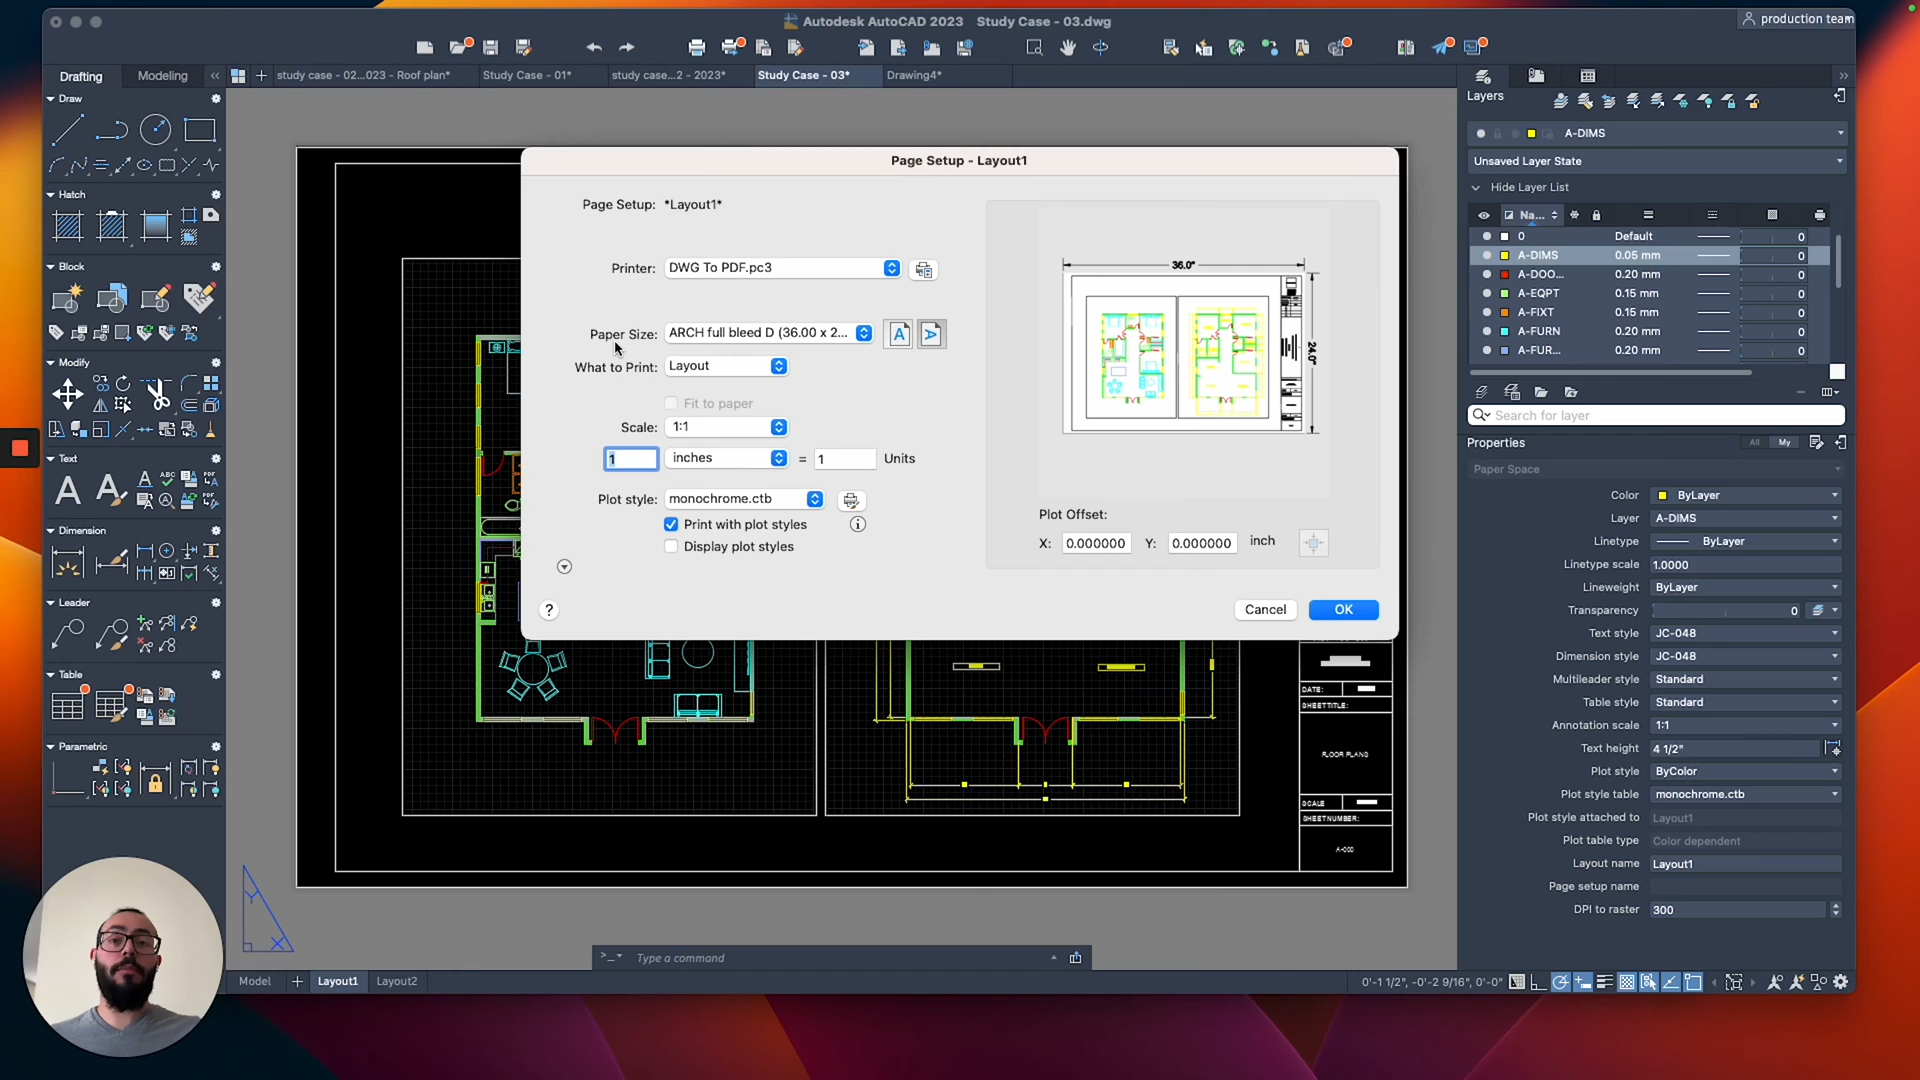 Autodesk AutoCAD 2023 Study Case - 03.dwg
production team
Drafting
Modeling
study case - 02...023 - Roof plan*
Study Case - 01*
study case...2 - 2023*
Study Case - 03*
Drawing4*
Draw
Hatch
Block
Modify
Text
Dimension
Leader
Table
Parametric
Page Setup - Layout1
Page Setup: *Layout1*
Printer: DWG To PDF.pc3
Paper Size: ARCH full bleed D (36.00 x 2...
What to Print: Layout
Fit to paper
Scale: 1:1
1 inches = 1 Units
Plot style: monochrome.ctb
Print with plot styles
Display plot styles
36.0"
24.0"
Plot Offset:
X: 0.000000 Y: 0.000000 inch
?
Cancel
OK
DATE:
SHEET TITLE:
FLOOR PLANS
SCALE
SHEET NUMBER:
A-000
Y
X
Type a command
Model
Layout1
Layout2
0'-1 1/2", -0'-2 9/16", 0'-0"
Layers
A-DIMS
Unsaved Layer State
Hide Layer List
Na...
0 Default 0
A-DIMS 0.05 mm 0
A-DOO... 0.20 mm 0
A-EQPT 0.15 mm 0
A-FIXT 0.15 mm 0
A-FURN 0.20 mm 0
A-FUR... 0.20 mm 0
Search for layer
Properties
All
My
Paper Space
Color ByLayer
Layer A-DIMS
Linetype ByLayer
Linetype scale 1.0000
Lineweight ByLayer
Transparency 0
Text style JC-048
Dimension style JC-048
Multileader style Standard
Table style Standard
Annotation scale 1:1
Text height 4 1/2"
Plot style ByColor
Plot style table monochrome.ctb
Plot style attached to Layout1
Plot table type Color dependent
Layout name Layout1
Page setup name
DPI to raster 300